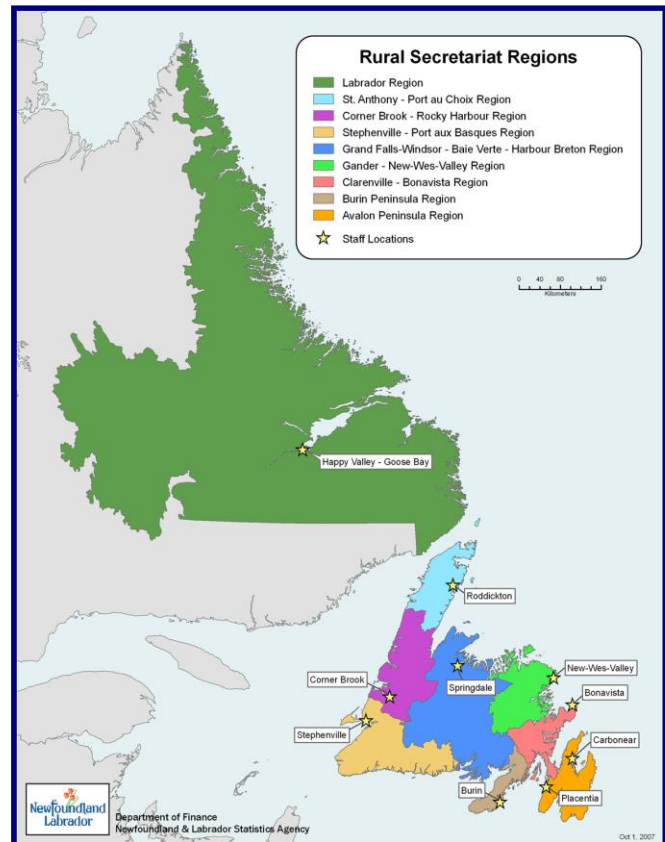 Rural Secretariat Regions
Labrador Region
St. Anthony - Port au Choix Region
Corner Brook - Rocky Harbour Region
Stephenville - Port aux Basques Region
Grand Falls-Windsor - Baie Verte - Harbour Breton Region
Gander - New-Wes-Valley Region
Clarenville - Bonavista Region
Burin Peninsula Region
Avalon Peninsula Region
Staff Locations
0 40 80 160
Kilometers
Happy Valley - Goose Bay
Roddickton
New-Wes-Valley
Corner Brook
Springdale
Bonavista
Stephenville
Carbonear
Burin
Placentia
Newfoundland
Labrador
Department of Finance
Newfoundland & Labrador Statistics Agency
Oct 1, 2007